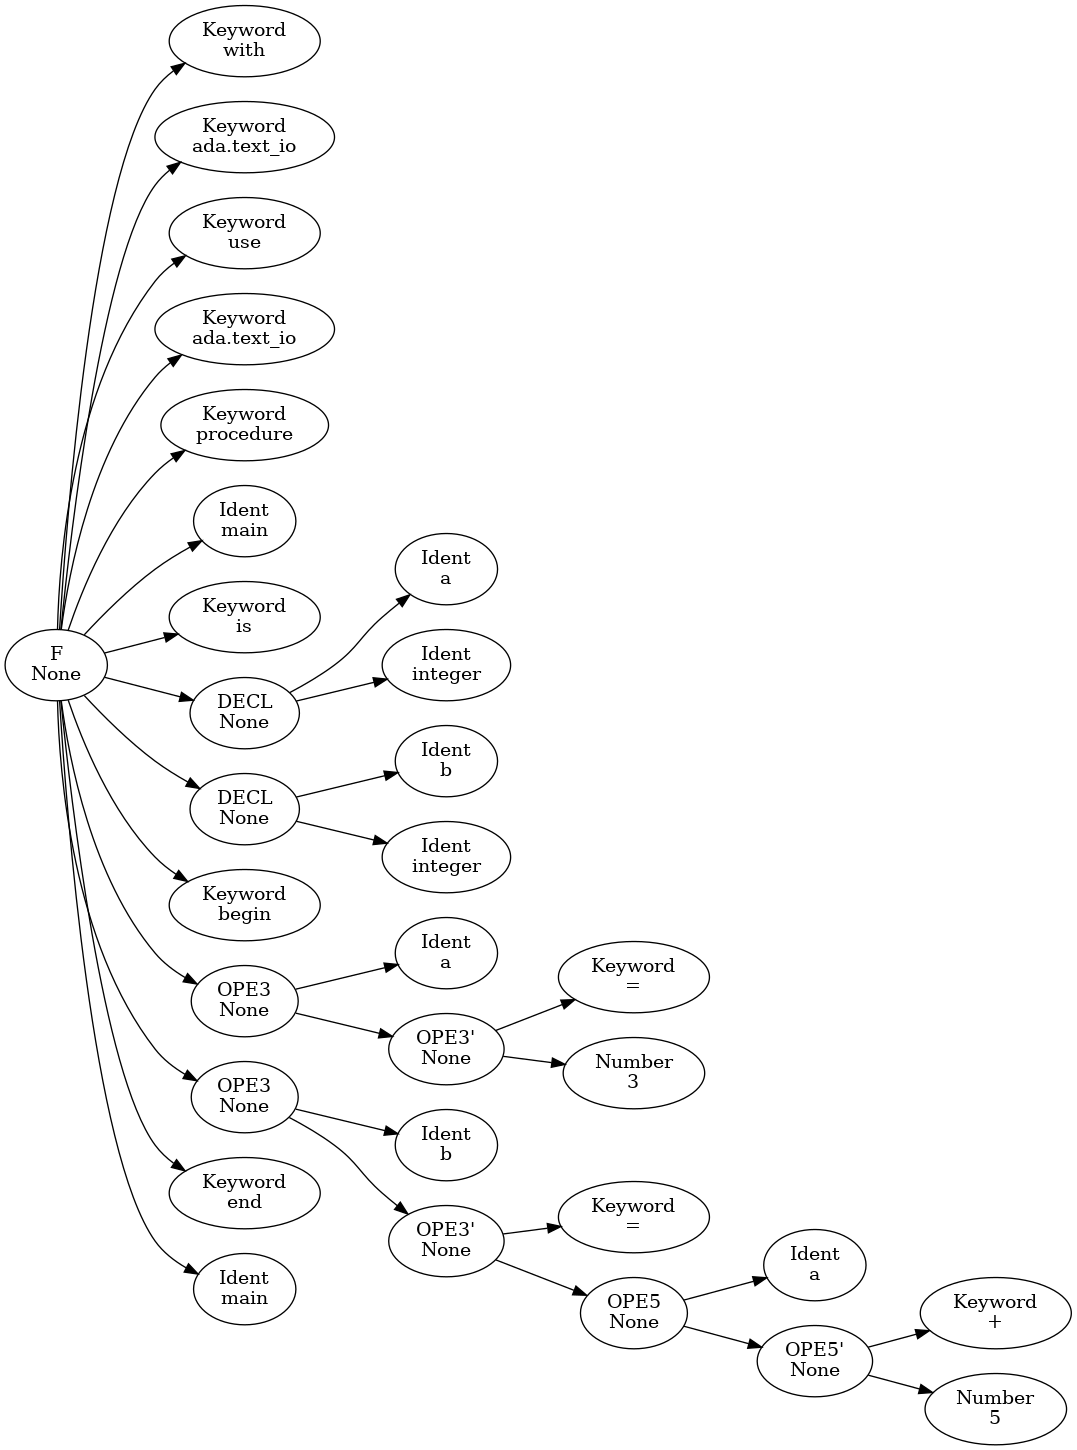 Keyword
with
Keyword
ada.text_io
Keyword
use
Keyword
ada.text_io
Keyword
procedure
Ident
main
Keyword
is
F
None
DECL
None
Ident
a
Ident
integer
DECL
None
Ident
b
Ident
integer
Keyword
begin
OPE3
None
Ident
a
OPE3'
None
Keyword
=
Number
3
OPE3
None
Ident
b
OPE3'
None
Keyword
=
OPE5
None
Ident
a
OPE5'
None
Keyword
+
Number
5
Keyword
end
Ident
main